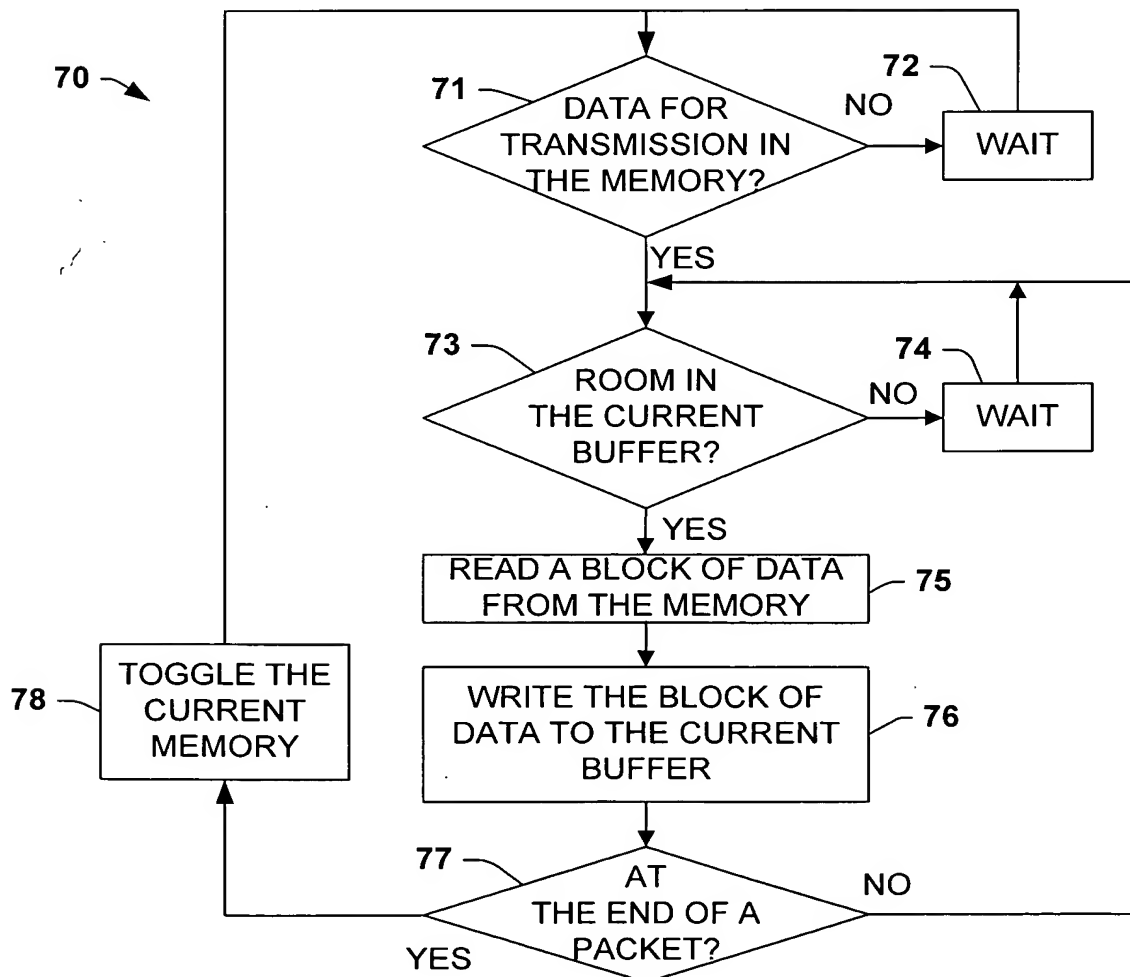 70
71
DATA FOR
TRANSMISSION IN
THE MEMORY?
NO
72
WAIT
YES
73
ROOM IN
THE CURRENT
BUFFER?
NO
74
WAIT
YES
READ A BLOCK OF DATA
FROM THE MEMORY
75
WRITE THE BLOCK OF
DATA TO THE CURRENT
BUFFER
76
78
TOGGLE THE
CURRENT
MEMORY
77
AT
THE END OF A
PACKET?
NO
YES